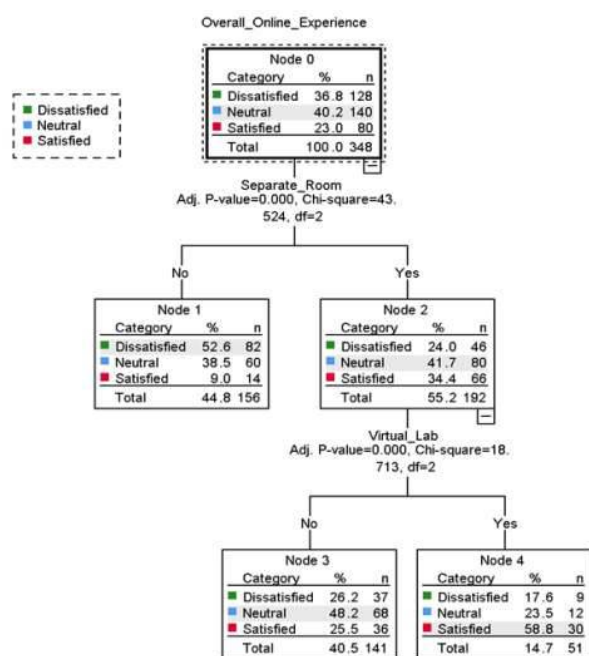 Overall_Online_Experience
Node 0
Category % n
Dissatisfied 36.8 128
Neutral 40.2 140
Satisfied 23.0 80
Total 100.0 348
Dissatisfied
Neutral
Satisfied
Separate_Room
Adj. P-value=0.000, Chi-square=43.
524, df=2
No
Yes
Node 1
Category % n
Dissatisfied 52.6 82
Neutral 38.5 60
Satisfied 9.0 14
Total 44.8 156
Node 2
Category % n
Dissatisfied 24.0 46
Neutral 41.7 80
Satisfied 34.4 66
Total 55.2 192
Virtual_Lab
Adj. P-value=0.000, Chi-square=18.
713, df=2
No
Yes
Node 3
Category % n
Dissatisfied 26.2 37
Neutral 48.2 68
Satisfied 25.5 36
Total 40.5 141
Node 4
Category % n
Dissatisfied 17.6 9
Neutral 23.5 12
Satisfied 58.8 30
Total 14.7 51